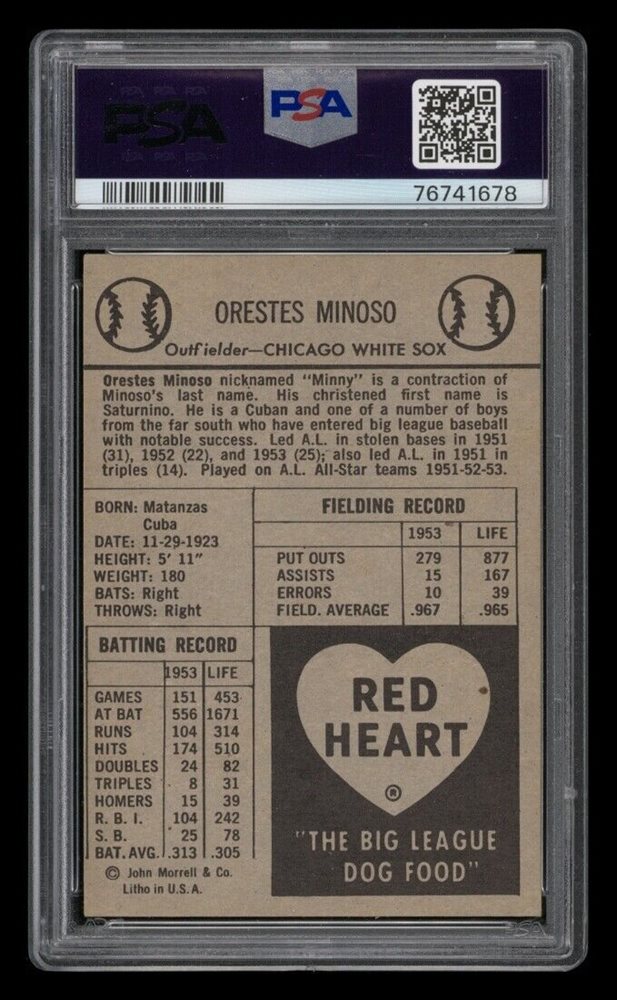 PSA
PSA
76741678
ORESTES MINOSO
Outfielder—CHICAGO WHITE SOX
Orestes Minoso nicknamed "Minny" is a contraction of
Minoso's last name. His christened first name is
Saturnino. He is a Cuban and one of a number of boys
from the far south who have entered big league baseball
with notable success. Led A.L. in stolen bases in 1951
(31), 1952 (22), and 1953 (25); also led A.L. in 1951 in
triples (14). Played on A.L. All-Star teams 1951-52-53.
BORN: Matanzas
Cuba
DATE: 11-29-1923
HEIGHT: 5' 11"
WEIGHT: 180
BATS: Right
THROWS: Right
FIELDING RECORD
1953 LIFE
PUT OUTS 279 877
ASSISTS 15 167
ERRORS 10 39
FIELD. AVERAGE .967 .965
BATTING RECORD
1953 LIFE
GAMES 151 453
AT BAT 556 1671
RUNS 104 314
HITS 174 510
DOUBLES 24 82
TRIPLES 8 31
HOMERS 15 39
R. B. I. 104 242
S. B. 25 78
BAT. AVG. .313 .305
© John Morrell & Co.
Litho in U.S.A.
RED
HEART
®
"THE BIG LEAGUE
DOG FOOD"
PSA